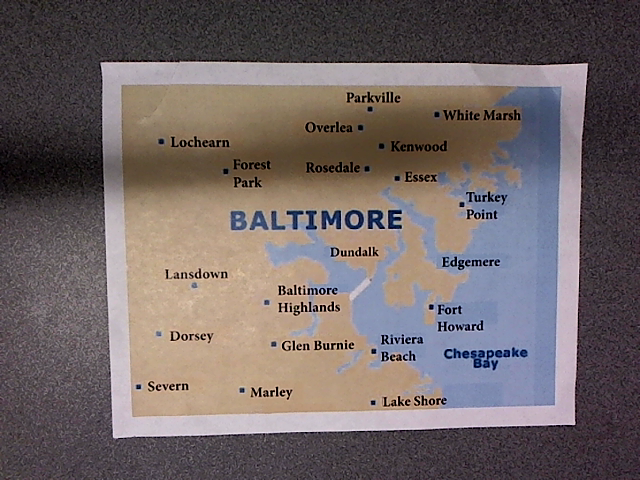 Parkville
White Marsh
Overlea
Lochearn
Kenwood
Forest
Park
Rosedale
Essex
Turkey
Point
BALTIMORE
Dundalk
Edgemere
Lansdown
Baltimore
Highlands
Fort
Howard
Dorsey
Glen Burnie
Riviera
Beach
Chesapeake
Bay
Severn
Marley
Lake Shore